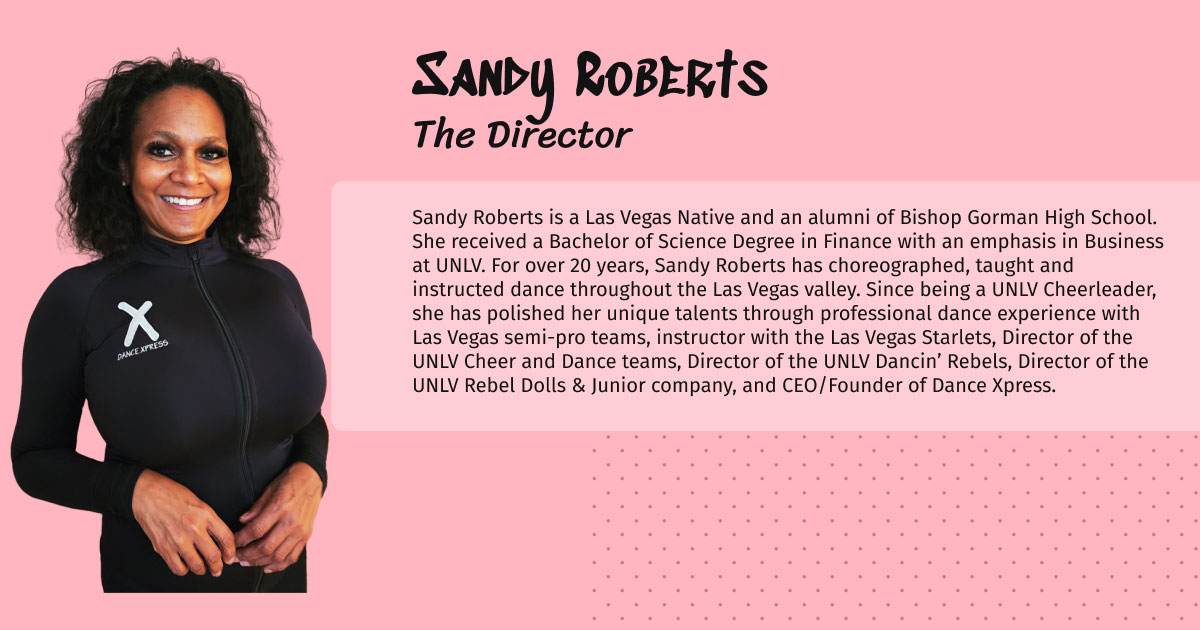 Sandy Roberts
The Director
Sandy Roberts is a Las Vegas Native and an alumni of Bishop Gorman High School.
She received a Bachelor of Science Degree in Finance with an emphasis in Business
at UNLV. For over 20 years, Sandy Roberts has choreographed, taught and
instructed dance throughout the Las Vegas valley. Since being a UNLV Cheerleader,
she has polished her unique talents through professional dance experience with
Las Vegas semi-pro teams, instructor with the Las Vegas Starlets, Director of the
UNLV Cheer and Dance teams, Director of the UNLV Dancin’ Rebels, Director of the
UNLV Rebel Dolls & Junior company, and CEO/Founder of Dance Xpress.
X
DANCE XPRESS